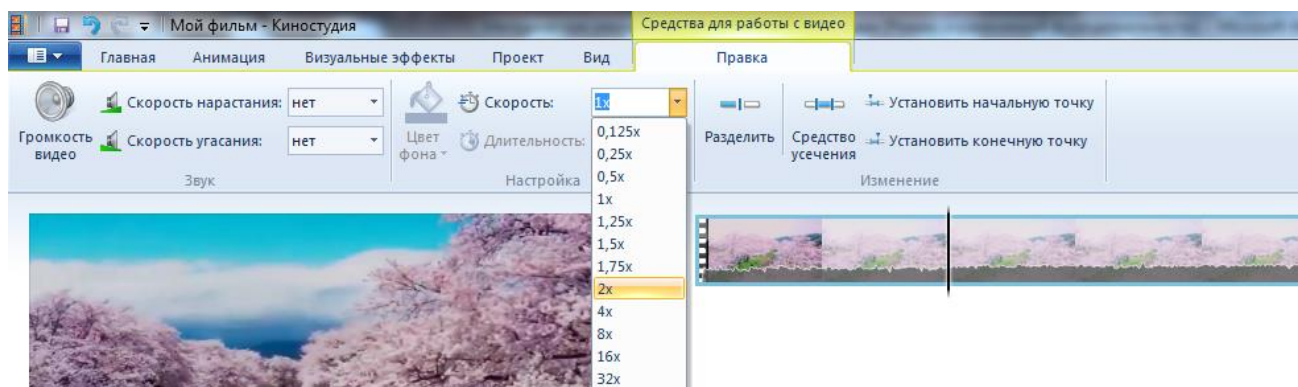 Мой фильм - Киностудия
Средства для работы с видео
Главная Анимация Визуальные эффекты Проект Вид Правка
Громкость видео
Скорость нарастания: нет
Скорость угасания: нет
Звук
Цвет фона
Скорость: 1x
Длительность:
Настройка
0,125x
0,25x
0,5x
1x
1,25x
1,5x
1,75x
2x
4x
8x
16x
32x
Разделить
Средство усечения
Установить начальную точку
Установить конечную точку
Изменение